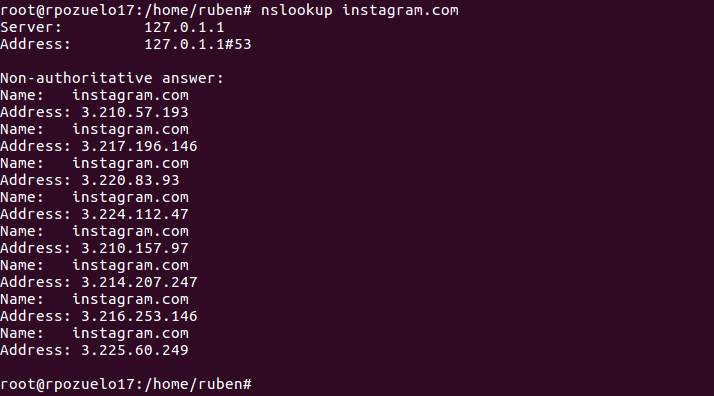 root@rpozuelo17:/home/ruben# nslookup instagram.com
Server:         127.0.1.1
Address:        127.0.1.1#53

Non-authoritative answer:
Name:   instagram.com
Address: 3.210.57.193
Name:   instagram.com
Address: 3.217.196.146
Name:   instagram.com
Address: 3.220.83.93
Name:   instagram.com
Address: 3.224.112.47
Name:   instagram.com
Address: 3.210.157.97
Name:   instagram.com
Address: 3.214.207.247
Name:   instagram.com
Address: 3.216.253.146
Name:   instagram.com
Address: 3.225.60.249

root@rpozuelo17:/home/ruben#